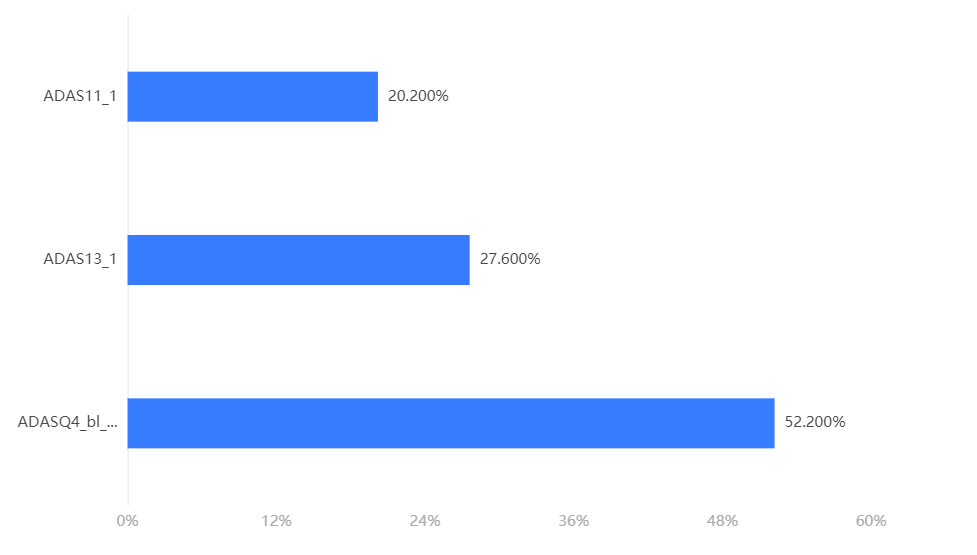 ADAS11_1
20.200%
ADAS13_1
27.600%
ADASQ4_bl_...
52.200%
0% 12% 24% 36% 48% 60%